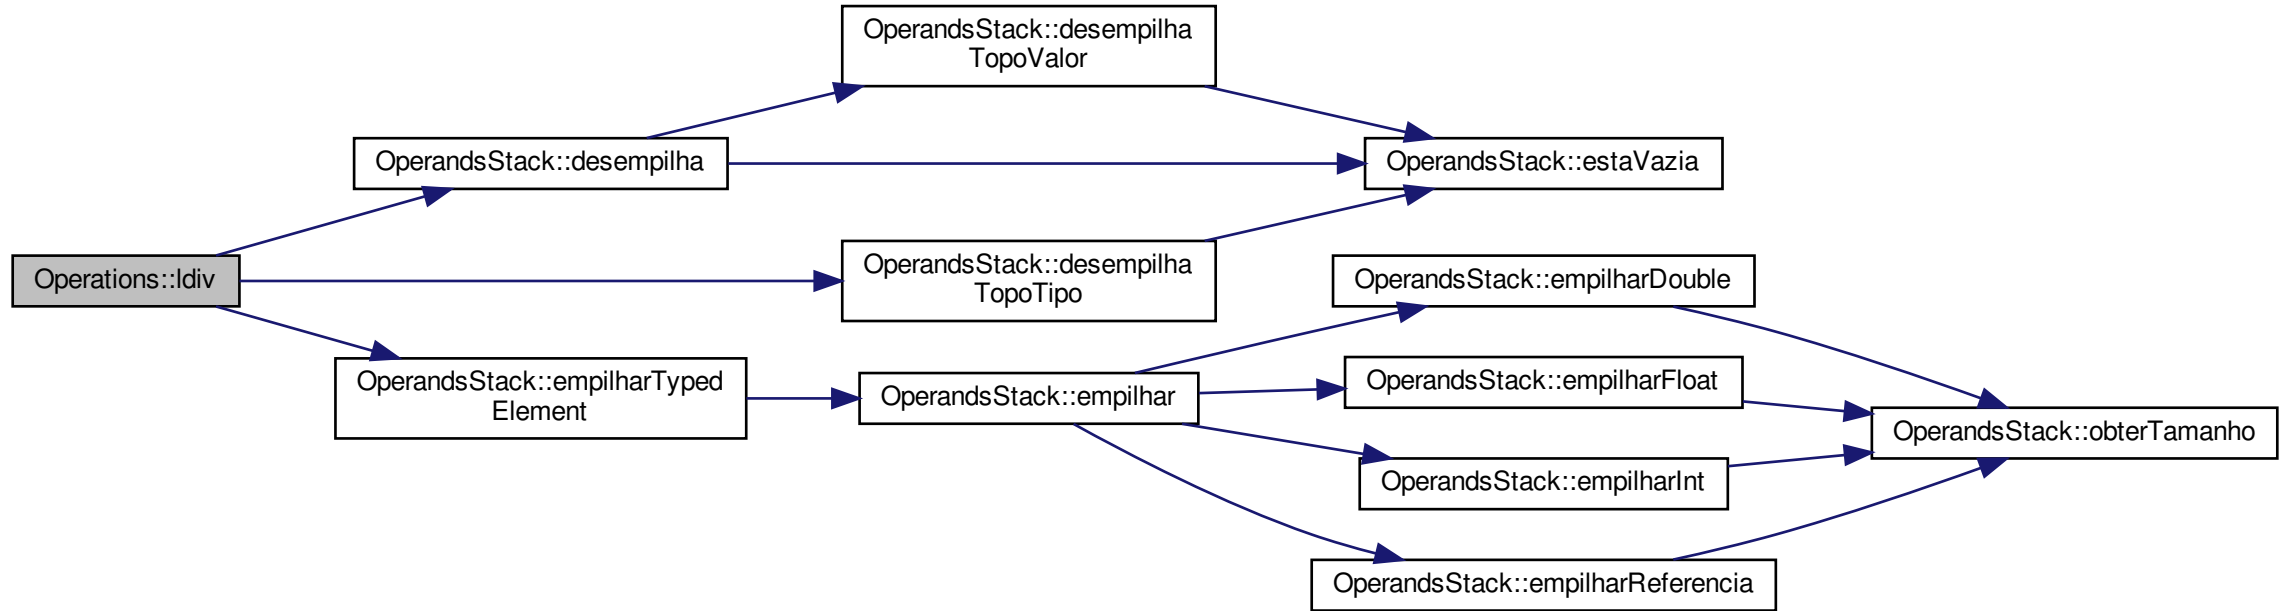 OperandsStack::desempilha
TopoValor
OperandsStack::desempilha
OperandsStack::estaVazia
Operations::ldiv
OperandsStack::desempilha
TopoTipo
OperandsStack::empilharDouble
OperandsStack::empilharTyped
Element
OperandsStack::empilhar
OperandsStack::empilharFloat
OperandsStack::obterTamanho
OperandsStack::empilharInt
OperandsStack::empilharReferencia